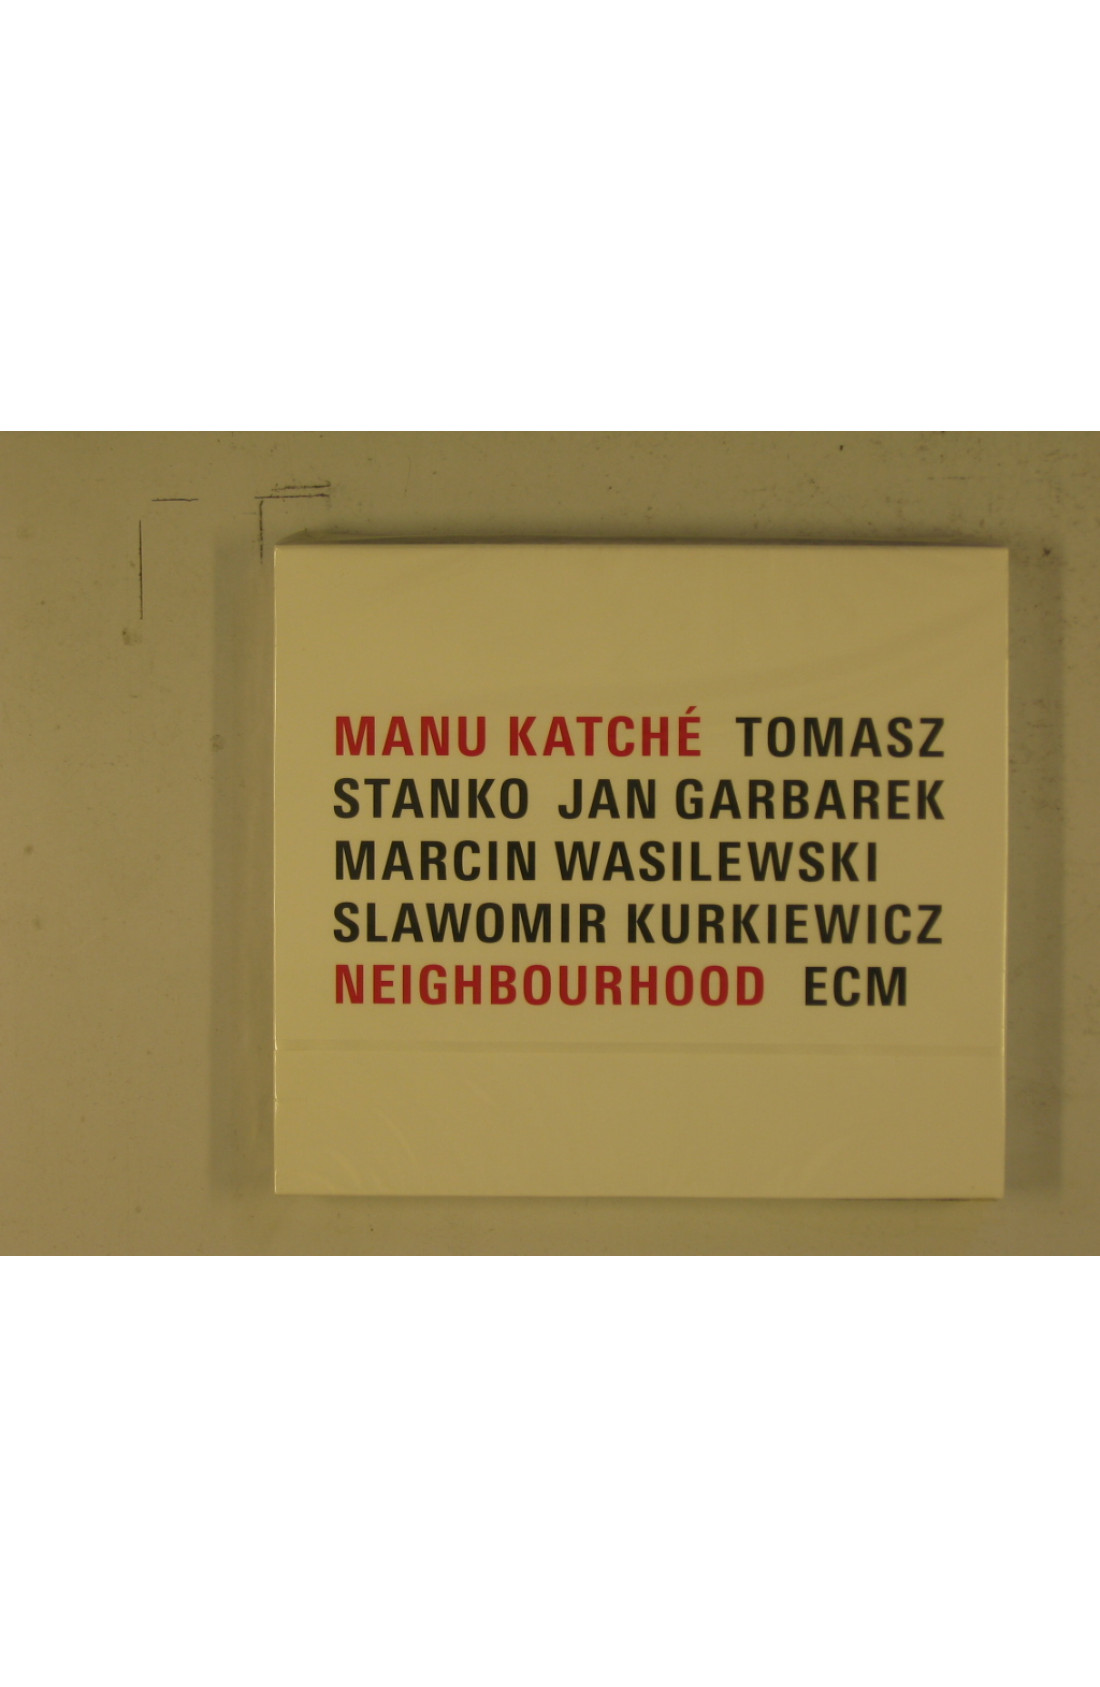 MANU KATCHÉ TOMASZ
STANKO JAN GARBAREK
MARCIN WASILEWSKI
SLAWOMIR KURKIEWICZ
NEIGHBOURHOOD ECM